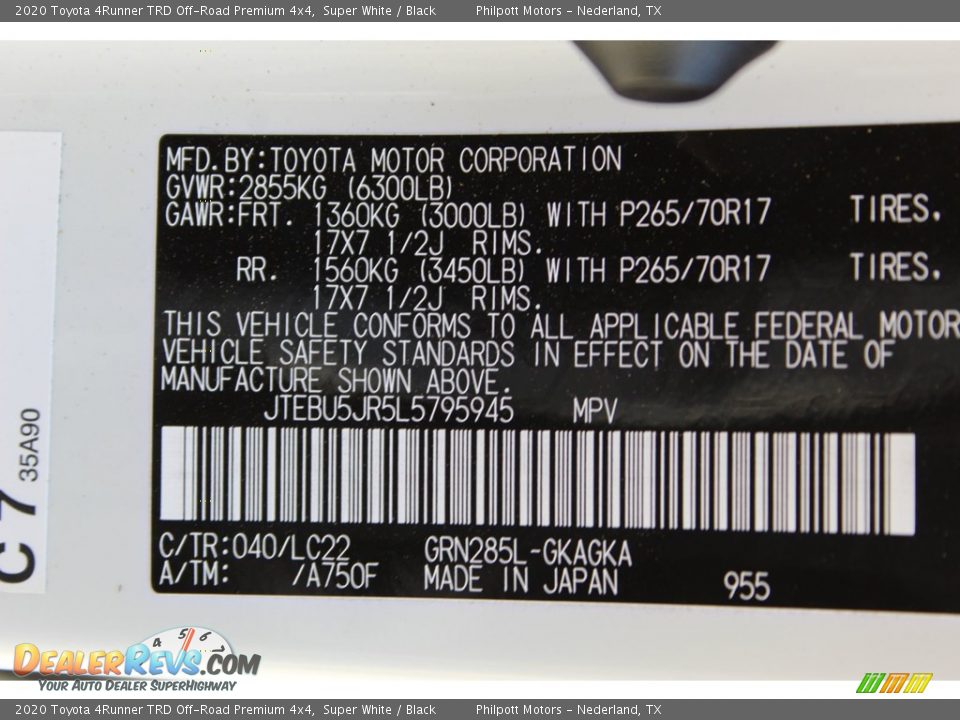 2020 Toyota 4Runner TRD Off-Road Premium 4x4, Super White / Black Philpott Motors - Nederland, TX
MFD.BY:TOYOTA MOTOR CORPORATION
GVWR:2855KG (6300LB)
GAWR:FRT. 1360KG (3000LB) WITH P265/70R17 TIRES.
17X7 1/2J RIMS.
RR. 1560KG (3450LB) WITH P265/70R17 TIRES.
17X7 1/2J RIMS.
THIS VEHICLE CONFORMS TO ALL APPLICABLE FEDERAL MOTOR
VEHICLE SAFETY STANDARDS IN EFFECT ON THE DATE OF
MANUFACTURE SHOWN ABOVE.
JTEBU5JR5L5795945 MPV
C/TR:040/LC22 GRN285L-GKAGKA
A/TM: /A750F MADE IN JAPAN 955
C 7 35A90
4 5 6 7
DEALERREVS.COM
YOUR AUTO DEALER SUPERHIGHWAY
2020 Toyota 4Runner TRD Off-Road Premium 4x4, Super White / Black Philpott Motors - Nederland, TX